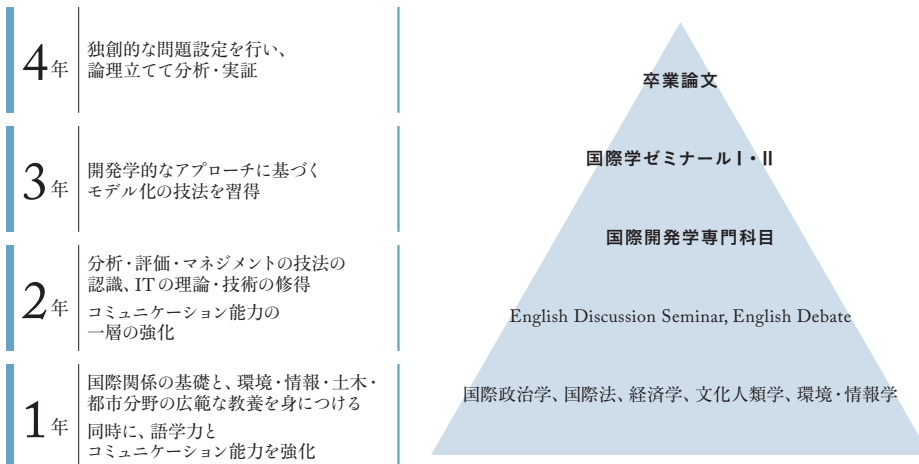 4年
独創的な問題設定を行い、
論理立てて分析・実証
3年
開発学的なアプローチに基づく
モデル化の技法を習得
2年
分析・評価・マネジメントの技法の
認識、ITの理論・技術の修得
コミュニケーション能力の
一層の強化
1年
国際関係の基礎と、環境・情報・土木・
都市分野の広範な教養を身につける
同時に、語学力と
コミュニケーション能力を強化
卒業論文
国際学ゼミナールⅠ・Ⅱ
国際開発学専門科目
English Discussion Seminar, English Debate
国際政治学、国際法、経済学、文化人類学、環境・情報学